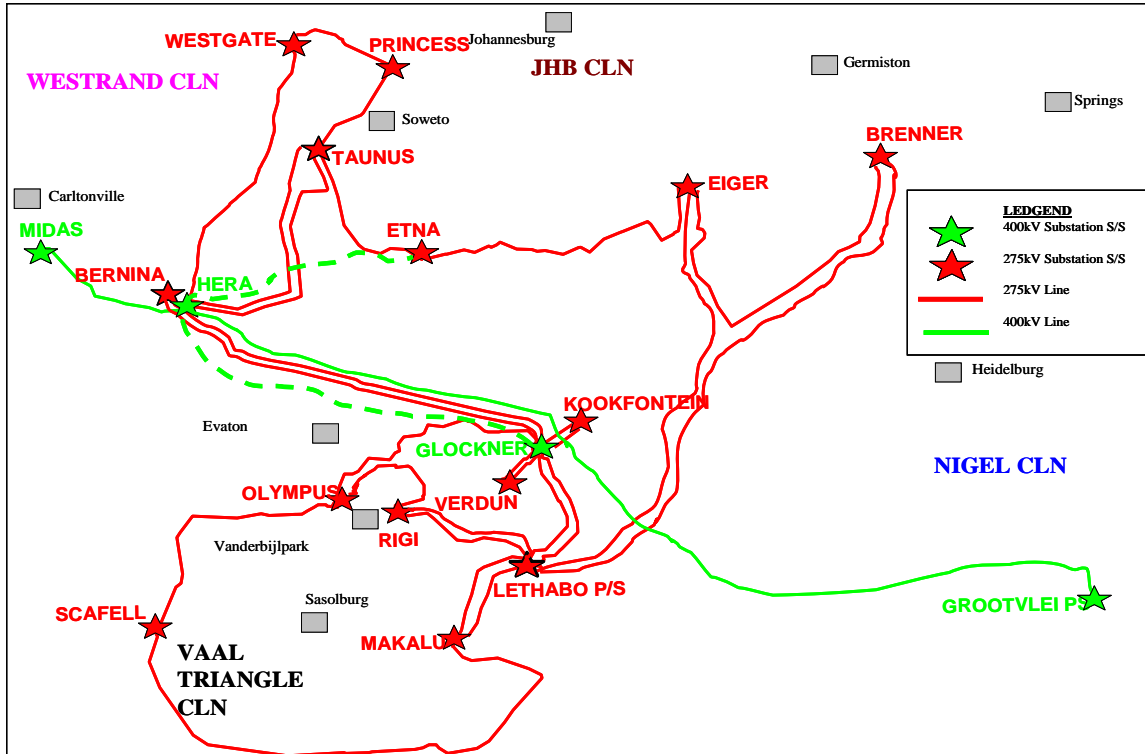 WESTGATE
PRINCESS
Johannesburg
WESTRAND CLN
JHB CLN
Germiston
Springs
Soweto
TAUNUS
BRENNER
EIGER
Carltonville
MIDAS
ETNA
BERNINA
HERA
LEDGEND
400kV Substation S/S
275kV Substation S/S
275kV Line
400kV Line
Heidelburg
KOOKFONTEIN
Evaton
GLOCKNER
NIGEL CLN
OLYMPUS
VERDUN
RIGI
Vanderbijlpark
LETHABO P/S
SCAFELL
Sasolburg
GROOTVLEI PS
MAKALU
VAAL
TRIANGLE
CLN